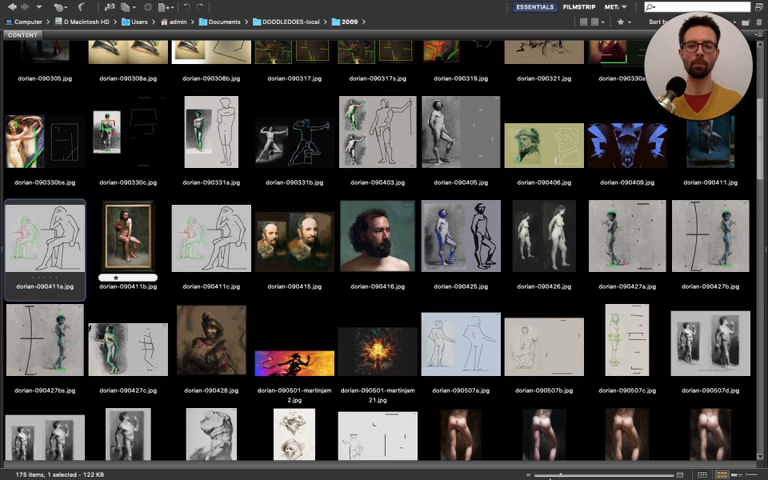 ESSENTIALS FILMSTRIP MET:
Computer D Macintosh HD Users admin Documents DOODLEDOES-local 2009 Sort by
CONTENT
dorian-090305.jpg dorian-090308a.jpg dorian-090308b.jpg dorian-090317.jpg dorian-090317s.jpg dorian-090319.jpg dorian-090321.jpg dorian-090330a
dorian-090330bs.jpg dorian-090330c.jpg dorian-090331a.jpg dorian-090331b.jpg dorian-090403.jpg dorian-090405.jpg dorian-090406.jpg dorian-090409.jpg dorian-090411.jpg
dorian-090411a.jpg dorian-090411b.jpg dorian-090411c.jpg dorian-090415.jpg dorian-090416.jpg dorian-090425.jpg dorian-090426.jpg dorian-090427a.jpg dorian-090427b.jpg
dorian-090427bs.jpg dorian-090427c.jpg dorian-090428.jpg dorian-090501-martinjam dorian-090501-martinjam dorian-090507a.jpg dorian-090507b.jpg dorian-090507c.jpg dorian-090507d.jpg
2.jpg 21.jpg
175 items, 1 selected - 122 KB